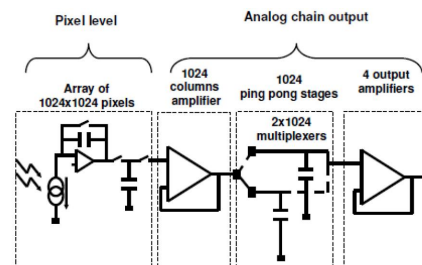 Pixel level
Analog chain output
Array of
1024x1024 pixels
1024
columns
amplifier
1024
ping pong stages
2x1024
multiplexers
4 output
amplifiers